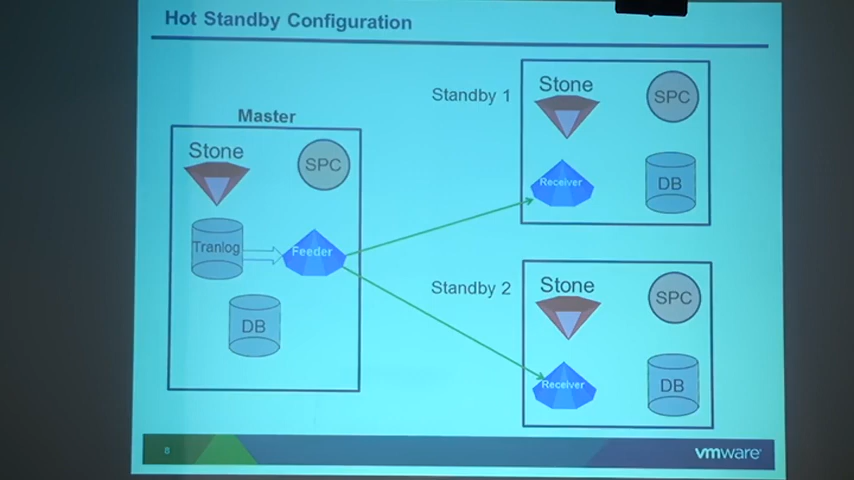 Hot Standby Configuration
Master
Stone
SPC
Tranlog
Feeder
DB
Standby 1
Stone
SPC
Receiver
DB
Standby 2
Stone
SPC
Receiver
DB
8
vmware